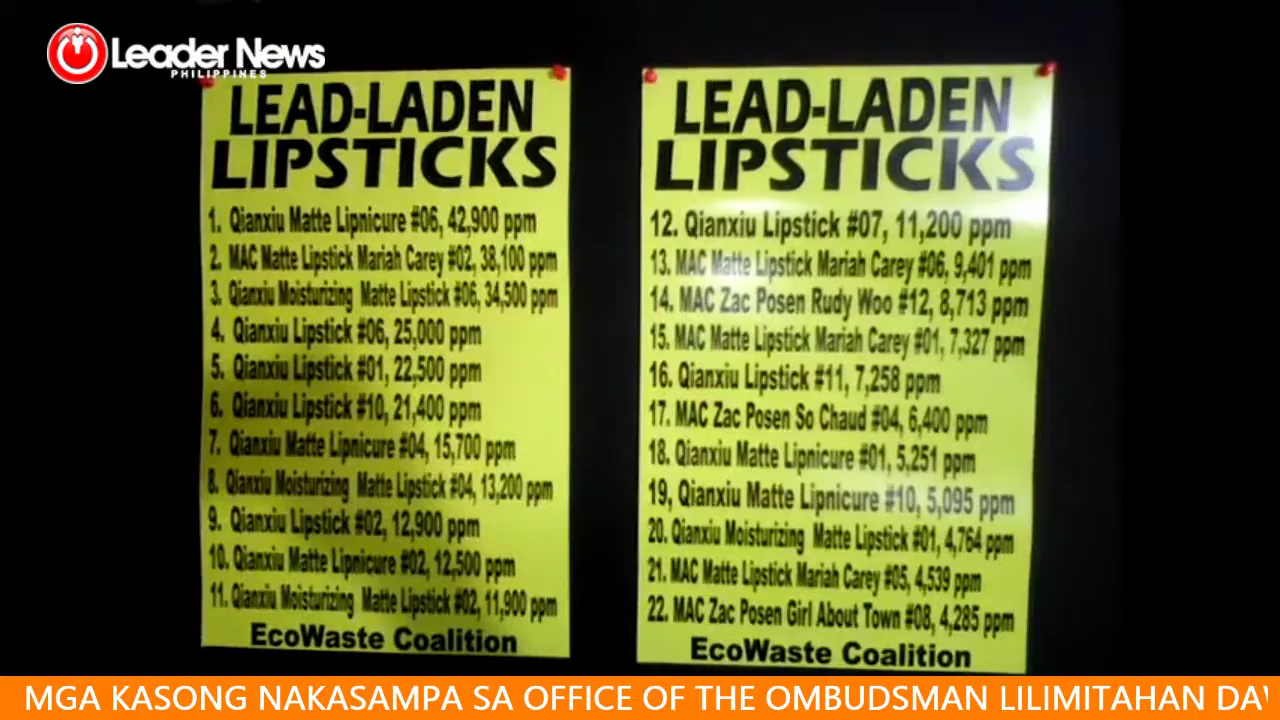 Leader News
PHILIPPINES
LEAD-LADEN
LIPSTICKS
1. Qianxiu Matte Lipnicure #06, 42,900 ppm
2. MAC Matte Lipstick Mariah Carey #02, 38,100 ppm
3. Qianxiu Moisturizing Matte Lipstick #06, 34,500 ppm
4. Qianxiu Lipstick #06, 25,000 ppm
5. Qianxiu Lipstick #01, 22,500 ppm
6. Qianxiu Lipstick #10, 21,400 ppm
7. Qianxiu Matte Lipnicure #04, 15,700 ppm
8. Qianxiu Moisturizing Matte Lipstick #04, 13,200 ppm
9. Qianxiu Lipstick #02, 12,900 ppm
10. Qianxiu Matte Lipnicure #02, 12,500 ppm
11. Qianxiu Moisturizing Matte Lipstick #02, 11,900 ppm
EcoWaste Coalition
LEAD-LADEN
LIPSTICKS
12. Qianxiu Lipstick #07, 11,200 ppm
13. MAC Matte Lipstick Mariah Carey #06, 9,401 ppm
14. MAC Zac Posen Rudy Woo #12, 8,713 ppm
15. MAC Matte Lipstick Mariah Carey #01, 7,327 ppm
16. Qianxiu Lipstick #11, 7,258 ppm
17. MAC Zac Posen So Chaud #04, 6,400 ppm
18. Qianxiu Matte Lipnicure #01, 5.251 ppm
19, Qianxiu Matte Lipnicure #10, 5,095 ppm
20. Qianxiu Moisturizing Matte Lipstick #01, 4,764 ppm
21. MAC Matte Lipstick Mariah Carey #05, 4,539 ppm
22. MAC Zac Posen Girl About Town #08, 4,285 ppm
EcoWaste Coalition
MGA KASONG NAKASAMPA SA OFFICE OF THE OMBUDSMAN LILIMITAHAN DA